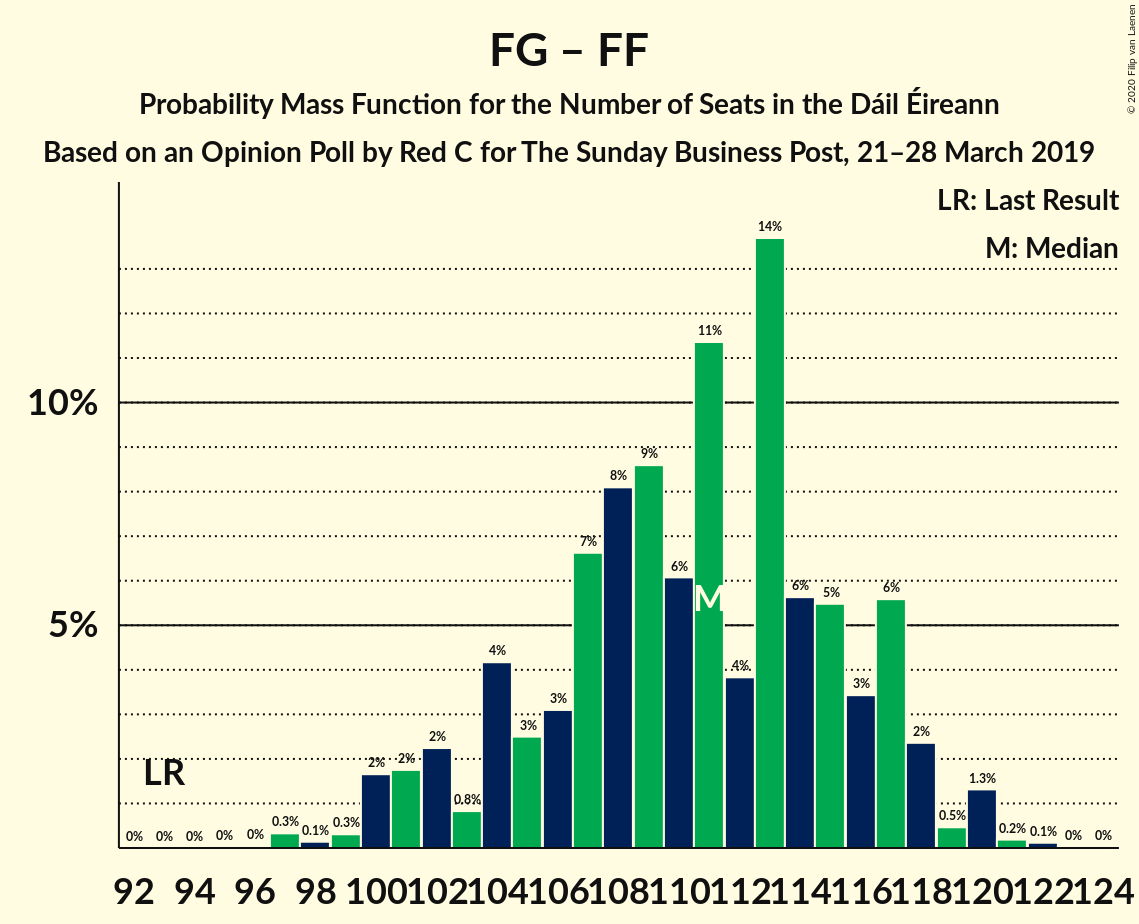 FG – FF
Probability Mass Function for the Number of Seats in the Dáil Éireann
Based on an Opinion Poll by Red C for The Sunday Business Post, 21–28 March 2019
© 2020 Filip van Laenen
LR: Last Result
M: Median
14%
11%
10%
9%
8%
7%
6%
M
6%
5%
6%
5%
4%
4%
3%
3%
3%
2%
2%
LR
2%
2%
1.3%
0.8%
0.5%
0% 0% 0% 0% 0% 0.3% 0.1% 0.3% 0.2% 0.1% 0% 0%
92 94 96 98 100 102 104 106 108 110 112 114 116 118 120 122 124